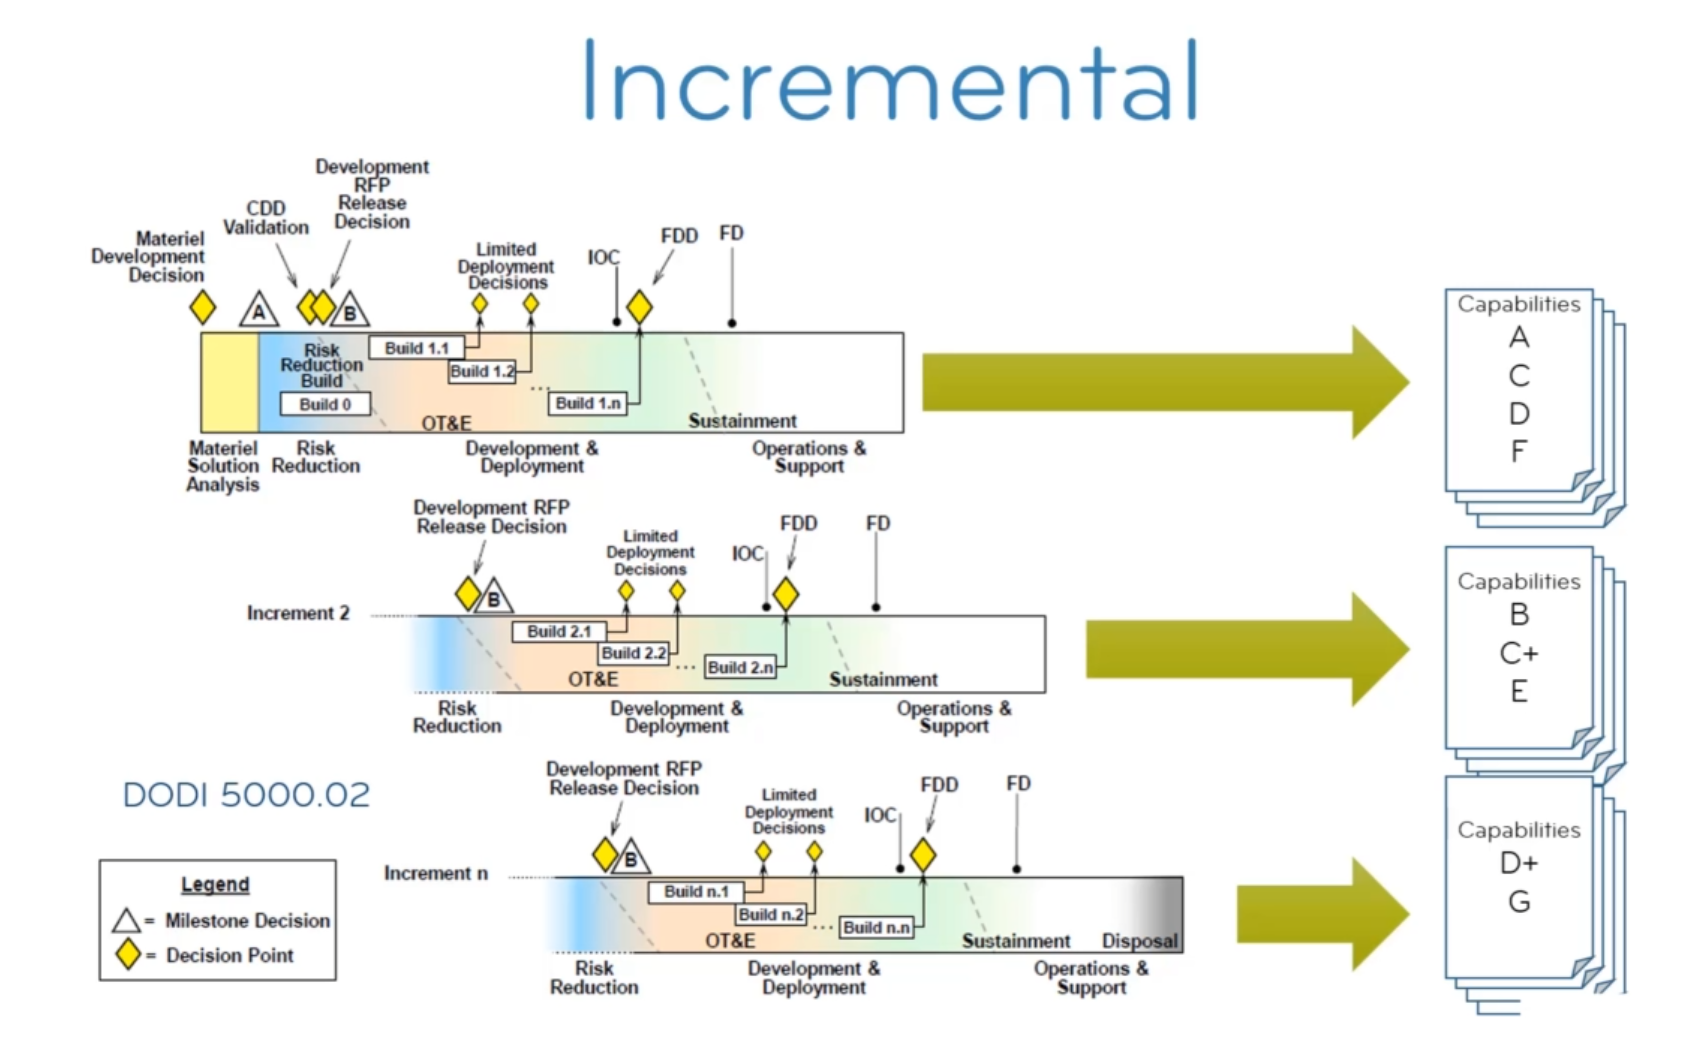 Incremental
Development
RFP
Release
Decision
CDD
Validation
Materiel
Development
Decision
Limited
Deployment
Decisions
IOC
FDD
FD
A
B
Risk
Reduction
Build
Build 0
Build 1.1
Build 1.2
...
Build 1.n
OT&E
Sustainment
Materiel
Solution
Analysis
Risk
Reduction
Development &
Deployment
Operations &
Support
Capabilities
A
C
D
F
Development RFP
Release Decision
Limited
Deployment
Decisions
IOC
FDD
FD
B
Increment 2
Build 2.1
Build 2.2
...
Build 2.n
OT&E
Sustainment
Risk
Reduction
Development &
Deployment
Operations &
Support
Capabilities
B
C+
E
DODI 5000.02
Development RFP
Release Decision
Limited
Deployment
Decisions
IOC
FDD
FD
B
Increment n
Build n.1
Build n.2
...
Build n.n
OT&E
Sustainment
Disposal
Risk
Reduction
Development &
Deployment
Operations &
Support
Capabilities
D+
G
Legend
= Milestone Decision
= Decision Point